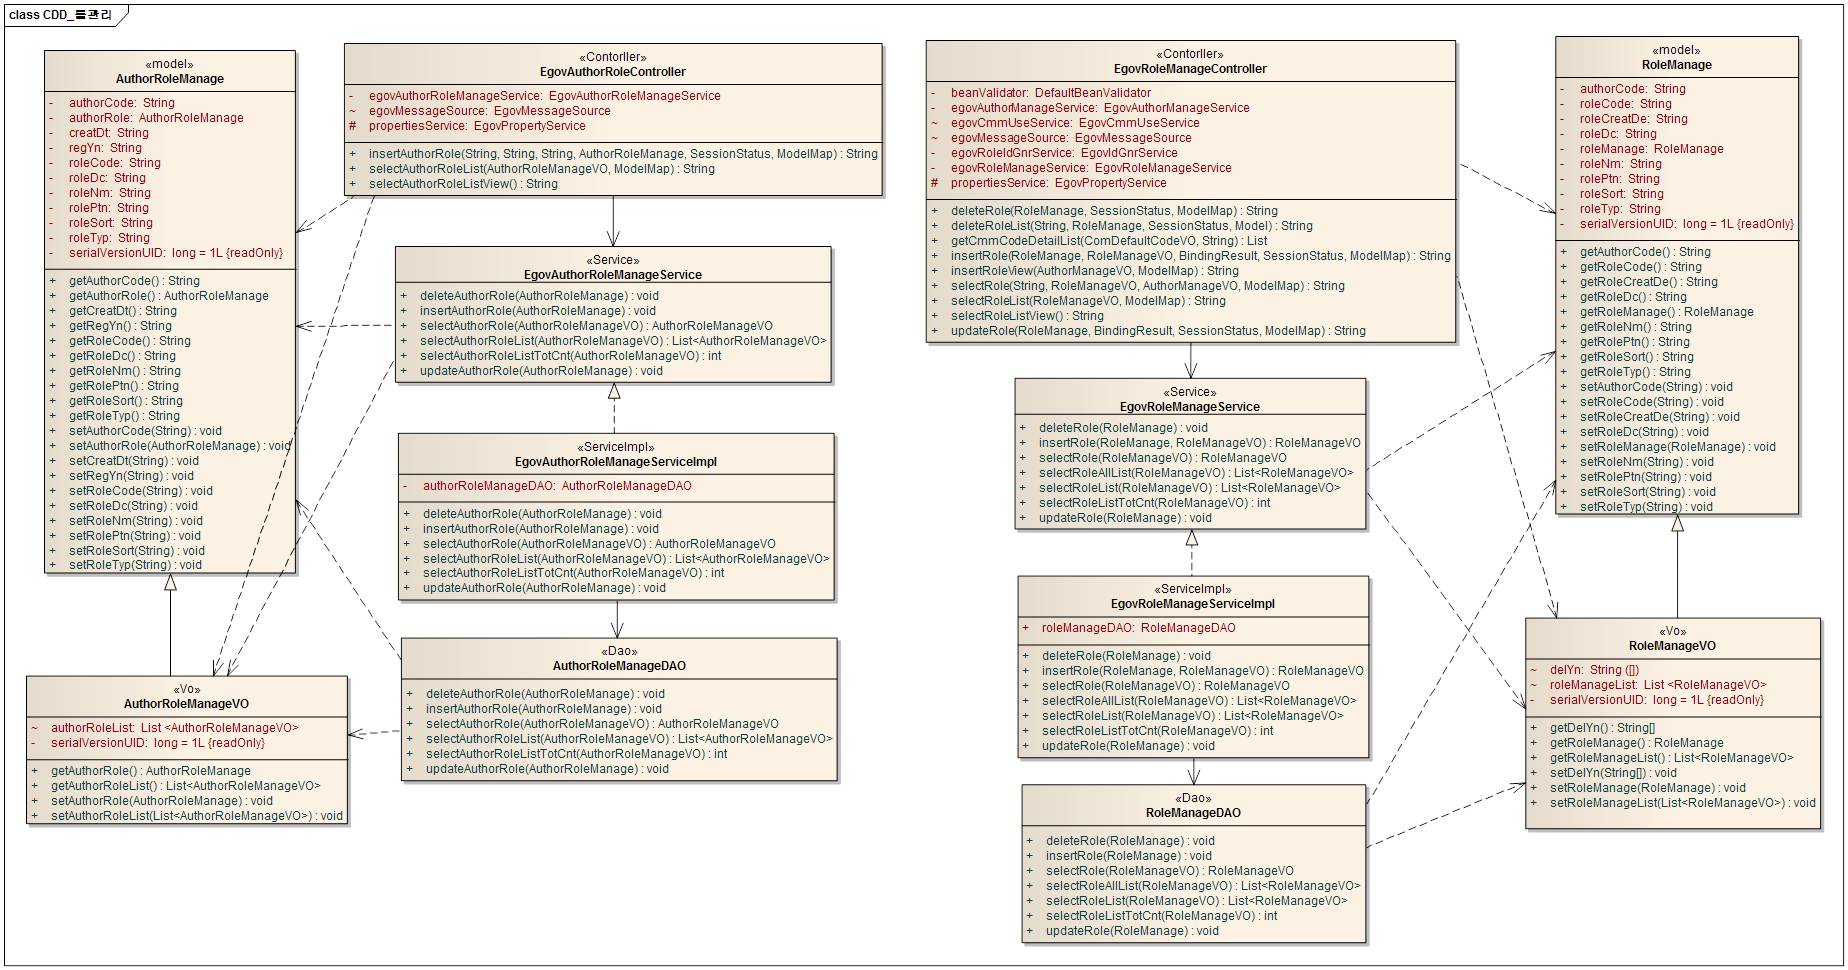 class CDD_롤관리
«model»
AuthorRoleManage
- authorCode: String
- authorRole: AuthorRoleManage
- creatDt: String
- regYn: String
- roleCode: String
- roleDc: String
- roleNm: String
- rolePtn: String
- roleSort: String
- roleTyp: String
- serialVersionUID: long = 1L {readOnly}
+ getAuthorCode() : String
+ getAuthorRole() : AuthorRoleManage
+ getCreatDt() : String
+ getRegYn() : String
+ getRoleCode() : String
+ getRoleDc() : String
+ getRoleNm() : String
+ getRolePtn() : String
+ getRoleSort() : String
+ getRoleTyp() : String
+ setAuthorCode(String) : void
+ setAuthorRole(AuthorRoleManage) : void
+ setCreatDt(String) : void
+ setRegYn(String) : void
+ setRoleCode(String) : void
+ setRoleDc(String) : void
+ setRoleNm(String) : void
+ setRolePtn(String) : void
+ setRoleSort(String) : void
+ setRoleTyp(String) : void
«Vo»
AuthorRoleManageVO
~ authorRoleList: List <AuthorRoleManageVO>
- serialVersionUID: long = 1L {readOnly}
+ getAuthorRole() : AuthorRoleManage
+ getAuthorRoleList() : List<AuthorRoleManageVO>
+ setAuthorRole(AuthorRoleManage) : void
+ setAuthorRoleList(List<AuthorRoleManageVO>) : void
«Contorller»
EgovAuthorRoleController
- egovAuthorRoleManageService: EgovAuthorRoleManageService
~ egovMessageSource: EgovMessageSource
# propertiesService: EgovPropertyService
+ insertAuthorRole(String, String, String, AuthorRoleManage, SessionStatus, ModelMap) : String
+ selectAuthorRoleList(AuthorRoleManageVO, ModelMap) : String
+ selectAuthorRoleListView() : String
«Service»
EgovAuthorRoleManageService
+ deleteAuthorRole(AuthorRoleManage) : void
+ insertAuthorRole(AuthorRoleManage) : void
+ selectAuthorRole(AuthorRoleManageVO) : AuthorRoleManageVO
+ selectAuthorRoleList(AuthorRoleManageVO) : List<AuthorRoleManageVO>
+ selectAuthorRoleListTotCnt(AuthorRoleManageVO) : int
+ updateAuthorRole(AuthorRoleManage) : void
«ServiceImpl»
EgovAuthorRoleManageServiceImpl
- authorRoleManageDAO: AuthorRoleManageDAO
+ deleteAuthorRole(AuthorRoleManage) : void
+ insertAuthorRole(AuthorRoleManage) : void
+ selectAuthorRole(AuthorRoleManageVO) : AuthorRoleManageVO
+ selectAuthorRoleList(AuthorRoleManageVO) : List<AuthorRoleManageVO>
+ selectAuthorRoleListTotCnt(AuthorRoleManageVO) : int
+ updateAuthorRole(AuthorRoleManage) : void
«Dao»
AuthorRoleManageDAO
+ deleteAuthorRole(AuthorRoleManage) : void
+ insertAuthorRole(AuthorRoleManage) : void
+ selectAuthorRole(AuthorRoleManageVO) : AuthorRoleManageVO
+ selectAuthorRoleList(AuthorRoleManageVO) : List<AuthorRoleManageVO>
+ selectAuthorRoleListTotCnt(AuthorRoleManageVO) : int
+ updateAuthorRole(AuthorRoleManage) : void
«Contorller»
EgovRoleManageController
- beanValidator: DefaultBeanValidator
- egovAuthorManageService: EgovAuthorManageService
~ egovCmmUseService: EgovCmmUseService
~ egovMessageSource: EgovMessageSource
- egovRoleIdGnrService: EgovIdGnrService
- egovRoleManageService: EgovRoleManageService
# propertiesService: EgovPropertyService
+ deleteRole(RoleManage, SessionStatus, ModelMap) : String
+ deleteRoleList(String, RoleManage, SessionStatus, Model) : String
+ getCmmCodeDetailList(ComDefaultCodeVO, String) : List
+ insertRole(RoleManage, RoleManageVO, BindingResult, SessionStatus, ModelMap) : String
+ insertRoleView(AuthorManageVO, ModelMap) : String
+ selectRole(String, RoleManageVO, AuthorManageVO, ModelMap) : String
+ selectRoleList(RoleManageVO, ModelMap) : String
+ selectRoleListView() : String
+ updateRole(RoleManage, BindingResult, SessionStatus, ModelMap) : String
«Service»
EgovRoleManageService
+ deleteRole(RoleManage) : void
+ insertRole(RoleManage, RoleManageVO) : RoleManageVO
+ selectRole(RoleManageVO) : RoleManageVO
+ selectRoleAllList(RoleManageVO) : List<RoleManageVO>
+ selectRoleList(RoleManageVO) : List<RoleManageVO>
+ selectRoleListTotCnt(RoleManageVO) : int
+ updateRole(RoleManage) : void
«ServiceImpl»
EgovRoleManageServiceImpl
+ roleManageDAO: RoleManageDAO
+ deleteRole(RoleManage) : void
+ insertRole(RoleManage, RoleManageVO) : RoleManageVO
+ selectRole(RoleManageVO) : RoleManageVO
+ selectRoleAllList(RoleManageVO) : List<RoleManageVO>
+ selectRoleList(RoleManageVO) : List<RoleManageVO>
+ selectRoleListTotCnt(RoleManageVO) : int
+ updateRole(RoleManage) : void
«Dao»
RoleManageDAO
+ deleteRole(RoleManage) : void
+ insertRole(RoleManage) : void
+ selectRole(RoleManageVO) : RoleManageVO
+ selectRoleAllList(RoleManageVO) : List<RoleManageVO>
+ selectRoleList(RoleManageVO) : List<RoleManageVO>
+ selectRoleListTotCnt(RoleManageVO) : int
+ updateRole(RoleManage) : void
«model»
RoleManage
- authorCode: String
- roleCode: String
- roleCreatDe: String
- roleDc: String
- roleManage: RoleManage
- roleNm: String
- rolePtn: String
- roleSort: String
- roleTyp: String
- serialVersionUID: long = 1L {readOnly}
+ getAuthorCode() : String
+ getRoleCode() : String
+ getRoleCreatDe() : String
+ getRoleDc() : String
+ getRoleManage() : RoleManage
+ getRoleNm() : String
+ getRolePtn() : String
+ getRoleSort() : String
+ getRoleTyp() : String
+ setAuthorCode(String) : void
+ setRoleCode(String) : void
+ setRoleCreatDe(String) : void
+ setRoleDc(String) : void
+ setRoleManage(RoleManage) : void
+ setRoleNm(String) : void
+ setRolePtn(String) : void
+ setRoleSort(String) : void
+ setRoleTyp(String) : void
«Vo»
RoleManageVO
~ delYn: String ([])
~ roleManageList: List <RoleManageVO>
- serialVersionUID: long = 1L {readOnly}
+ getDelYn() : String[]
+ getRoleManage() : RoleManage
+ getRoleManageList() : List<RoleManageVO>
+ setDelYn(String[]) : void
+ setRoleManage(RoleManage) : void
+ setRoleManageList(List<RoleManageVO>) : void